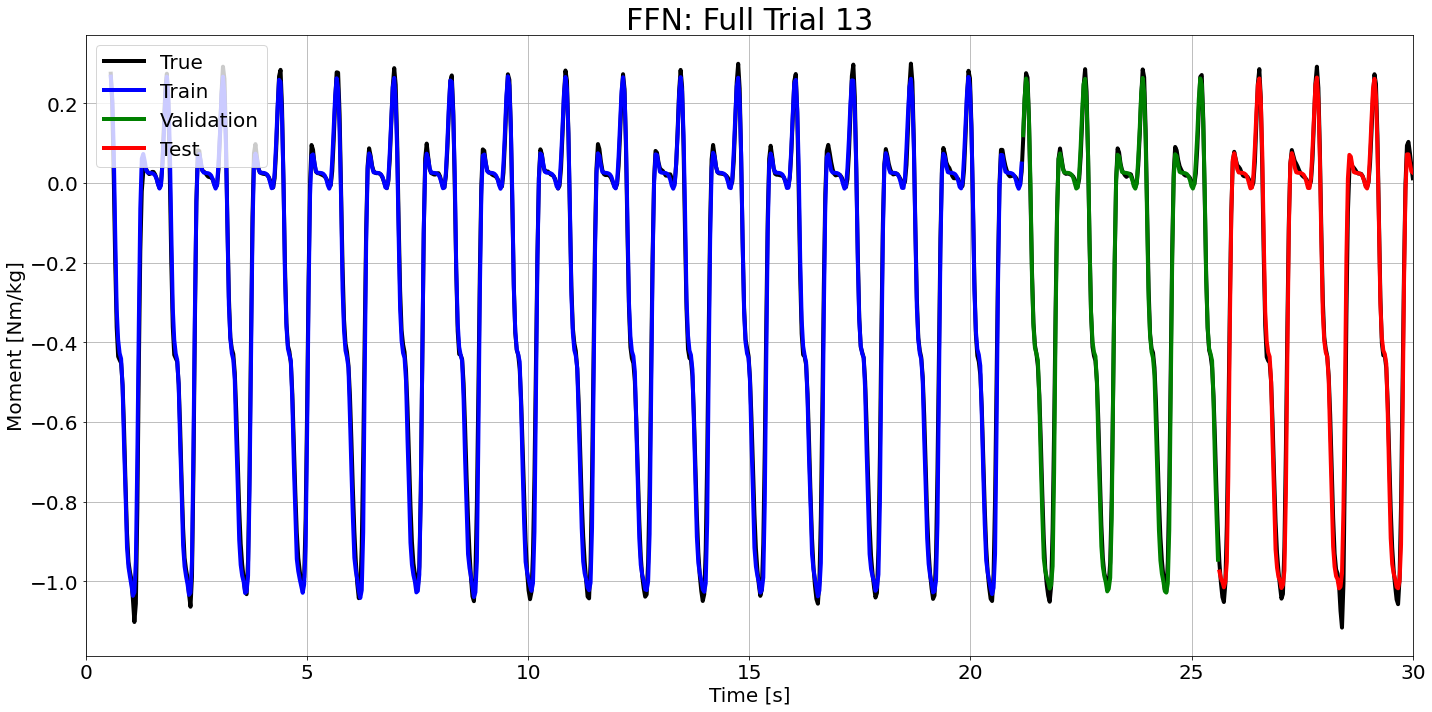 FFN: Full Trial 13
True
Train
Validation
Test
0.2
0.0
−0.2
−0.4
−0.6
−0.8
−1.0
Moment [Nm/kg]
0 5 10 15 20 25 30
Time [s]